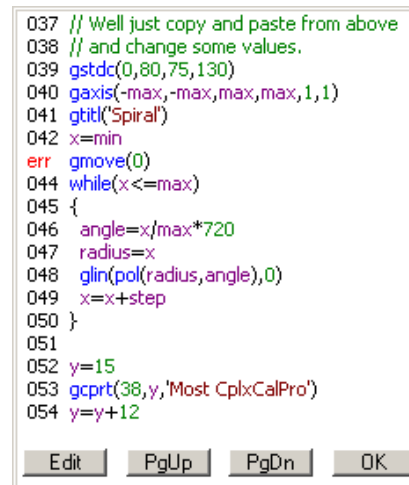 037 // Well just copy and paste from above
038 // and change some values.
039 gstdc(0,80,75,130)
040 gaxis(-max,-max,max,max,1,1)
041 gtitl('Spiral')
042 x=min
err gmove(0)
044 while(x<=max)
045 {
046 angle=x/max*720
047 radius=x
048 glin(pol(radius,angle),0)
049 x=x+step
050 }
051
052 y=15
053 gcprt(38,y,'Most CplxCalPro')
054 y=y+12
Edit PgUp PgDn OK